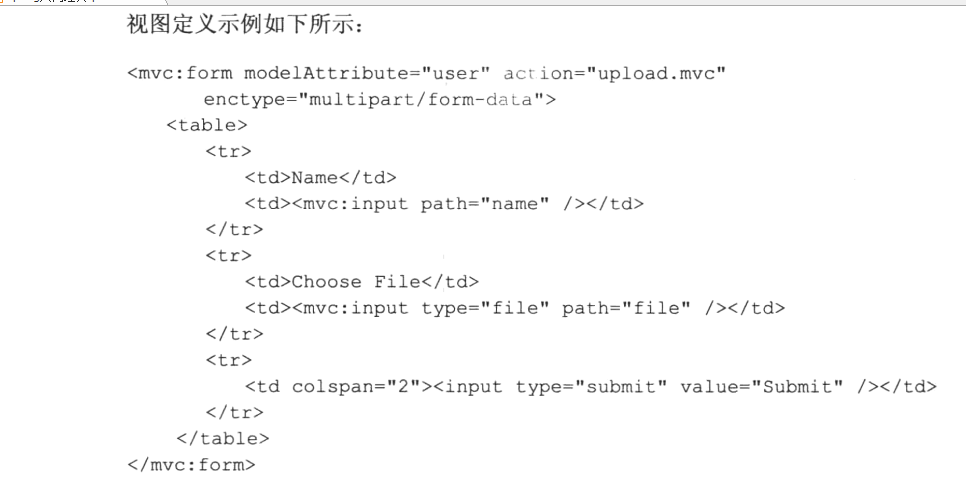 视图定义示例如下所示：
<mvc:form modelAttribute="user" action="upload.mvc"
enctype="multipart/form-data">
<table>
<tr>
<td>Name</td>
<td><mvc:input path="name" /></td>
</tr>
<tr>
<td>Choose File</td>
<td><mvc:input type="file" path="file" /></td>
</tr>
<tr>
<td colspan="2"><input type="submit" value="Submit" /></td>
</tr>
</table>
</mvc:form>